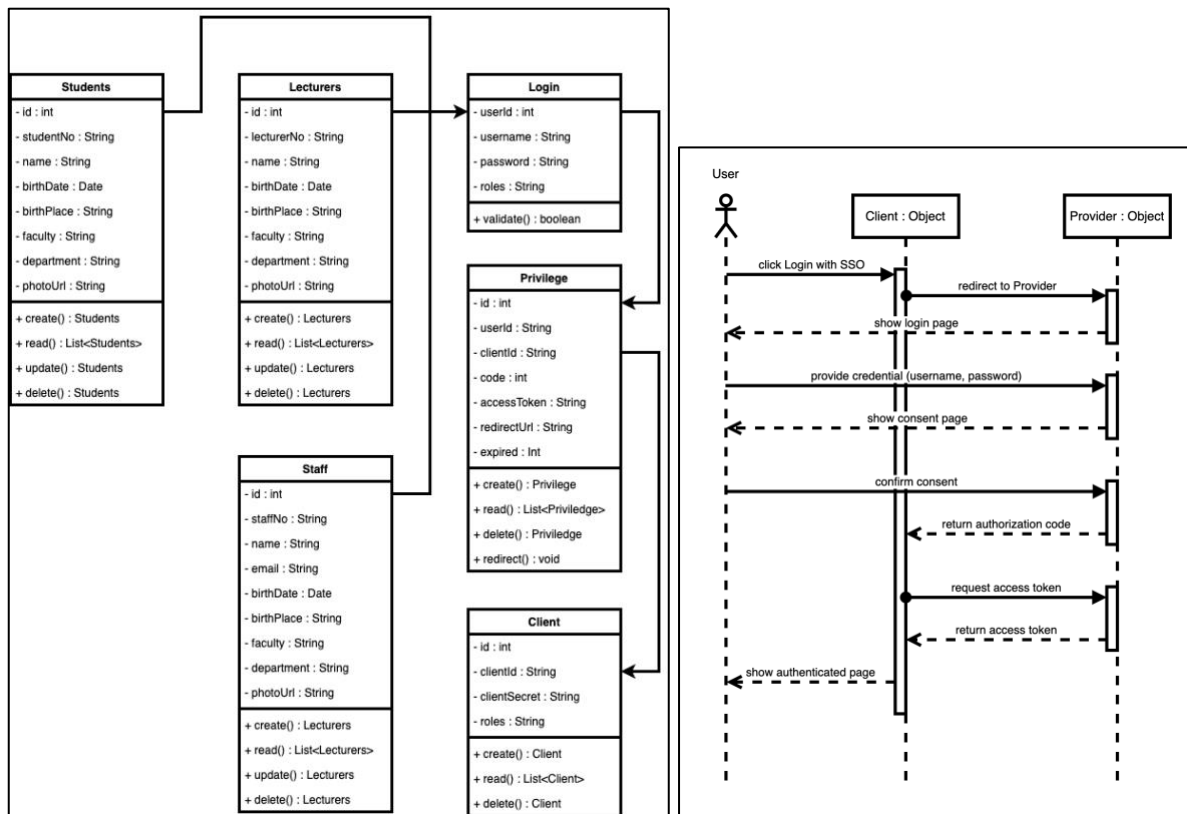 Students
- id : int
- studentNo : String
- name : String
- birthDate : Date
- birthPlace : String
- faculty : String
- department : String
- photoUrl : String
+ create() : Students
+ read() : List<Students>
+ update() : Students
+ delete() : Students
Lecturers
- id : int
- lecturerNo : String
- name : String
- birthDate : Date
- birthPlace : String
- faculty : String
- department : String
- photoUrl : String
+ create() : Lecturers
+ read() : List<Lecturers>
+ update() : Lecturers
+ delete() : Lecturers
Login
- userId : int
- username : String
- password : String
- roles : String
+ validate() : boolean
Privilege
- id : int
- userId : String
- clientId : String
- code : int
- accessToken : String
- redirectUrl : String
- expired : Int
+ create() : Privilege
+ read() : List<Priviledge>
+ delete() : Priviledge
+ redirect() : void
Staff
- id : int
- staffNo : String
- name : String
- email : String
- birthDate : Date
- birthPlace : String
- faculty : String
- department : String
- photoUrl : String
+ create() : Lecturers
+ read() : List<Lecturers>
+ update() : Lecturers
+ delete() : Lecturers
Client
- id : int
- clientId : String
- clientSecret : String
- roles : String
+ create() : Client
+ read() : List<Client>
+ delete() : Client
User
Client : Object
Provider : Object
click Login with SSO
redirect to Provider
show login page
provide credential (username, password)
show consent page
confirm consent
return authorization code
request access token
return access token
show authenticated page